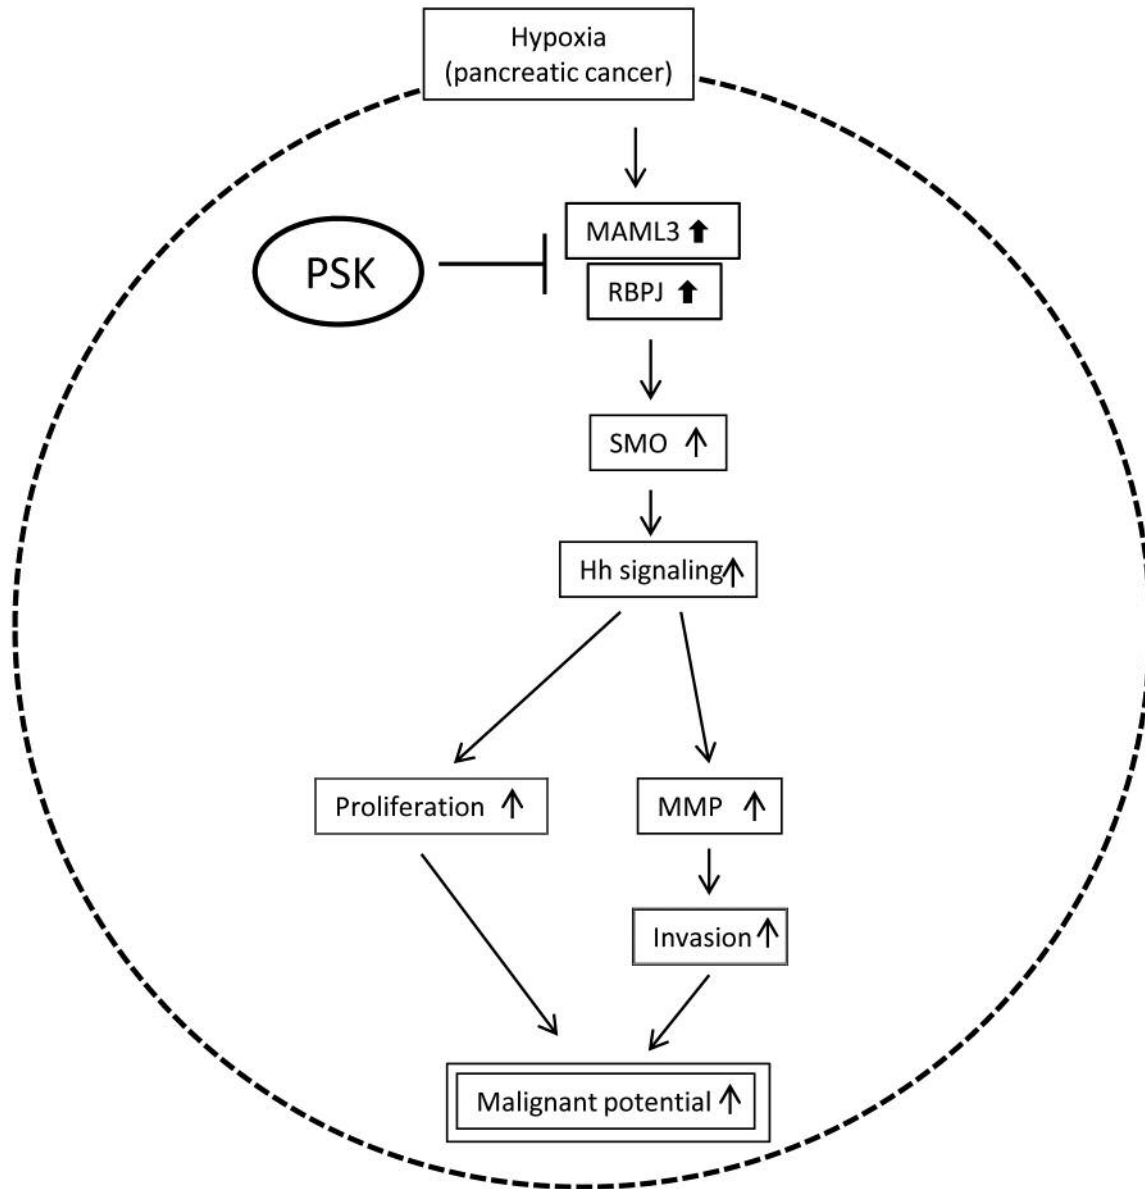 Hypoxia
(pancreatic cancer)
MAML3
PSK
RBPJ
SMO
Hh signaling
Proliferation
MMP
Invasion
Malignant potential